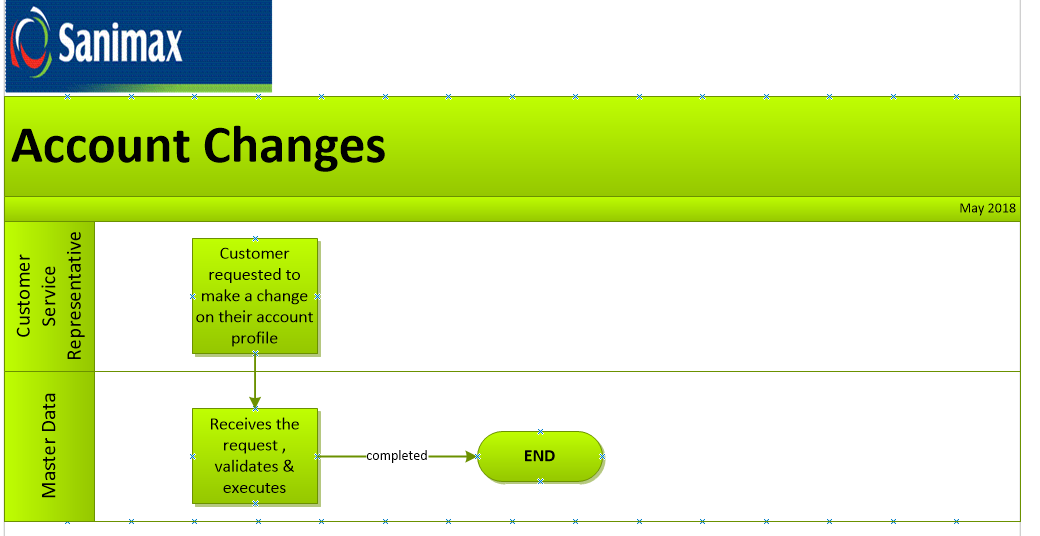 Sanimax
Account Changes
May 2018
Customer
Service
Representative
Customer
requested to
make a change
on their account
profile
Master Data
Receives the
request ,
validates &
executes
completed
END